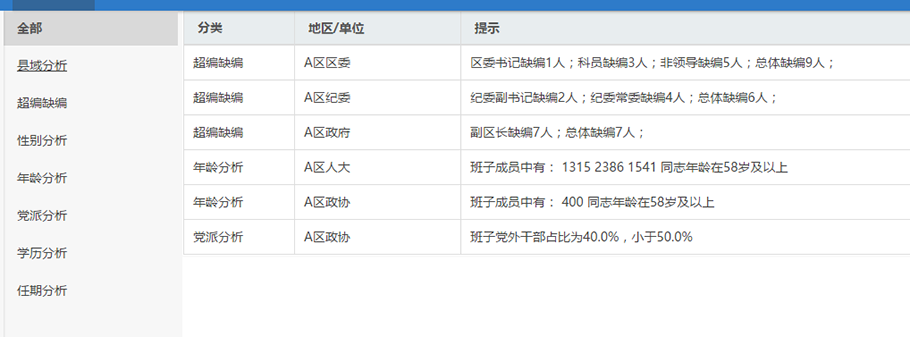 全部
县域分析
超编缺编
性别分析
年龄分析
党派分析
学历分析
任期分析
分类 地区/单位 提示
超编缺编 A区区委 区委书记缺编1人；科员缺编3人；非领导缺编5人；总体缺编9人；
超编缺编 A区纪委 纪委副书记缺编2人；纪委常委缺编4人；总体缺编6人；
超编缺编 A区政府 副区长缺编7人；总体缺编7人；
年龄分析 A区人大 班子成员中有： 1315 2386 1541 同志年龄在58岁及以上
年龄分析 A区政协 班子成员中有： 400 同志年龄在58岁及以上
党派分析 A区政协 班子党外干部占比为40.0%，小于50.0%